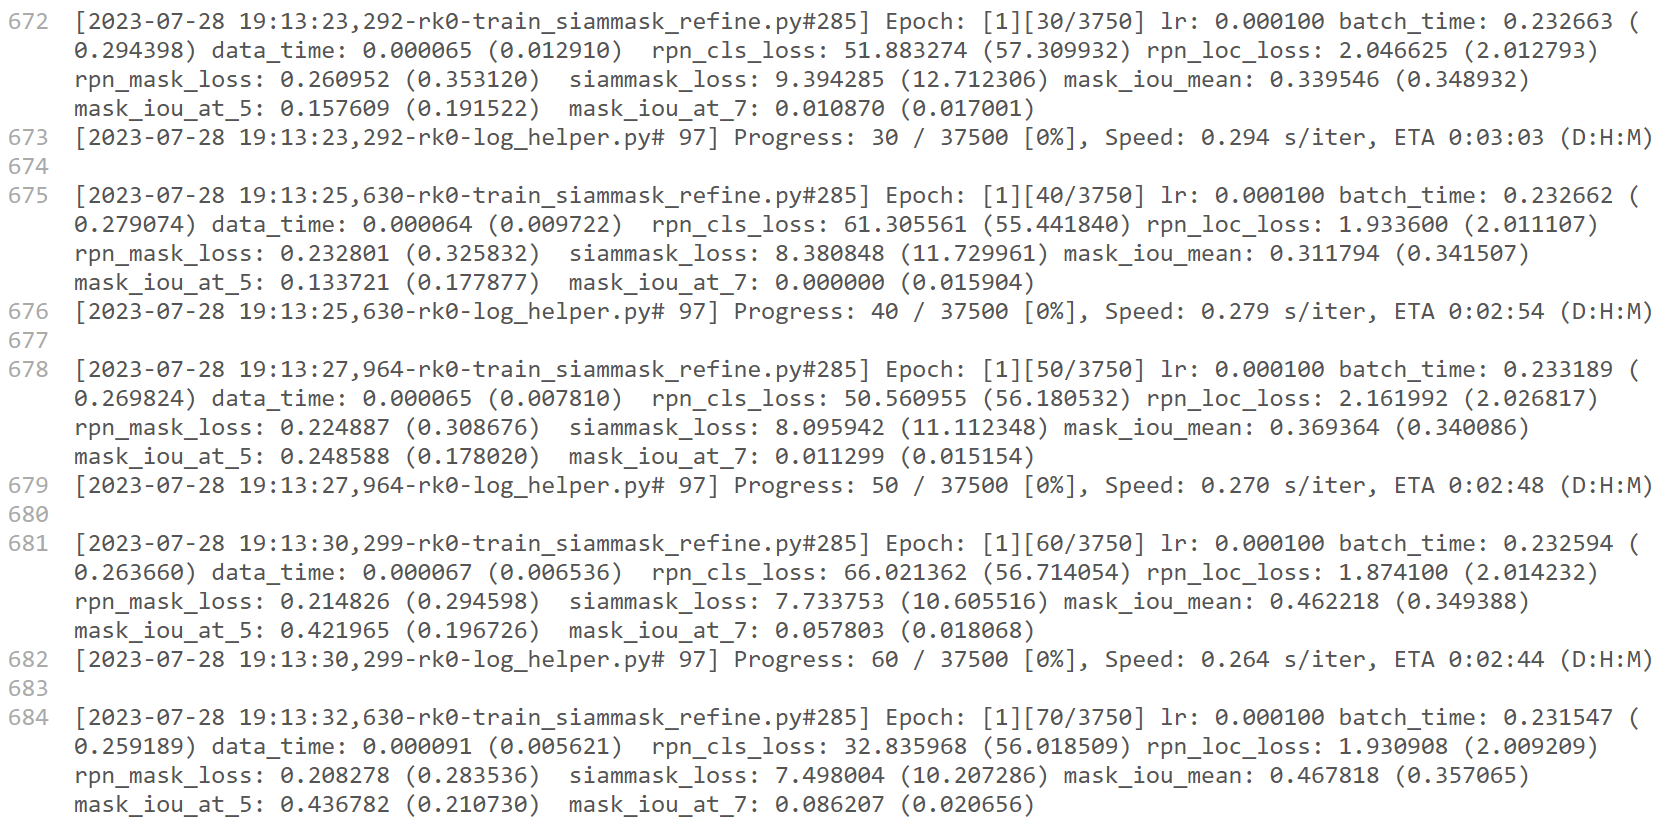 672 [2023-07-28 19:13:23,292-rk0-train_siammask_refine.py#285] Epoch: [1][30/3750] lr: 0.000100 batch_time: 0.232663 (
0.294398) data_time: 0.000065 (0.012910)  rpn_cls_loss: 51.883274 (57.309932) rpn_loc_loss: 2.046625 (2.012793)
rpn_mask_loss: 0.260952 (0.353120)  siammask_loss: 9.394285 (12.712306) mask_iou_mean: 0.339546 (0.348932)
mask_iou_at_5: 0.157609 (0.191522)  mask_iou_at_7: 0.010870 (0.017001)
673 [2023-07-28 19:13:23,292-rk0-log_helper.py# 97] Progress: 30 / 37500 [0%], Speed: 0.294 s/iter, ETA 0:03:03 (D:H:M)
674
675 [2023-07-28 19:13:25,630-rk0-train_siammask_refine.py#285] Epoch: [1][40/3750] lr: 0.000100 batch_time: 0.232662 (
0.279074) data_time: 0.000064 (0.009722)  rpn_cls_loss: 61.305561 (55.441840) rpn_loc_loss: 1.933600 (2.011107)
rpn_mask_loss: 0.232801 (0.325832)  siammask_loss: 8.380848 (11.729961) mask_iou_mean: 0.311794 (0.341507)
mask_iou_at_5: 0.133721 (0.177877)  mask_iou_at_7: 0.000000 (0.015904)
676 [2023-07-28 19:13:25,630-rk0-log_helper.py# 97] Progress: 40 / 37500 [0%], Speed: 0.279 s/iter, ETA 0:02:54 (D:H:M)
677
678 [2023-07-28 19:13:27,964-rk0-train_siammask_refine.py#285] Epoch: [1][50/3750] lr: 0.000100 batch_time: 0.233189 (
0.269824) data_time: 0.000065 (0.007810)  rpn_cls_loss: 50.560955 (56.180532) rpn_loc_loss: 2.161992 (2.026817)
rpn_mask_loss: 0.224887 (0.308676)  siammask_loss: 8.095942 (11.112348) mask_iou_mean: 0.369364 (0.340086)
mask_iou_at_5: 0.248588 (0.178020)  mask_iou_at_7: 0.011299 (0.015154)
679 [2023-07-28 19:13:27,964-rk0-log_helper.py# 97] Progress: 50 / 37500 [0%], Speed: 0.270 s/iter, ETA 0:02:48 (D:H:M)
680
681 [2023-07-28 19:13:30,299-rk0-train_siammask_refine.py#285] Epoch: [1][60/3750] lr: 0.000100 batch_time: 0.232594 (
0.263660) data_time: 0.000067 (0.006536)  rpn_cls_loss: 66.021362 (56.714054) rpn_loc_loss: 1.874100 (2.014232)
rpn_mask_loss: 0.214826 (0.294598)  siammask_loss: 7.733753 (10.605516) mask_iou_mean: 0.462218 (0.349388)
mask_iou_at_5: 0.421965 (0.196726)  mask_iou_at_7: 0.057803 (0.018068)
682 [2023-07-28 19:13:30,299-rk0-log_helper.py# 97] Progress: 60 / 37500 [0%], Speed: 0.264 s/iter, ETA 0:02:44 (D:H:M)
683
684 [2023-07-28 19:13:32,630-rk0-train_siammask_refine.py#285] Epoch: [1][70/3750] lr: 0.000100 batch_time: 0.231547 (
0.259189) data_time: 0.000091 (0.005621)  rpn_cls_loss: 32.835968 (56.018509) rpn_loc_loss: 1.930908 (2.009209)
rpn_mask_loss: 0.208278 (0.283536)  siammask_loss: 7.498004 (10.207286) mask_iou_mean: 0.467818 (0.357065)
mask_iou_at_5: 0.436782 (0.210730)  mask_iou_at_7: 0.086207 (0.020656)